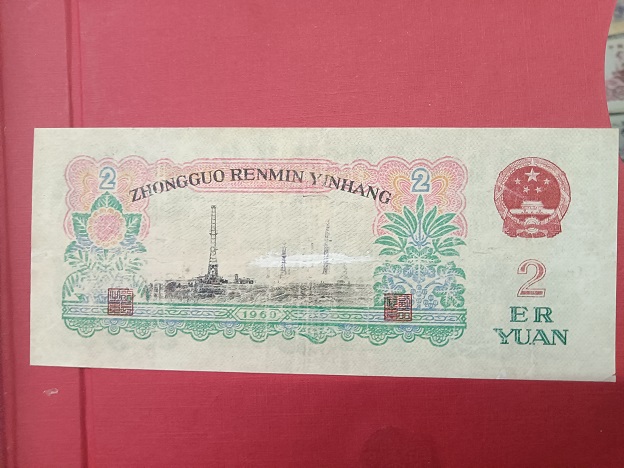 2
2
ZHONGGUO RENMIN YINHANG
1960
2
ER
YUAN